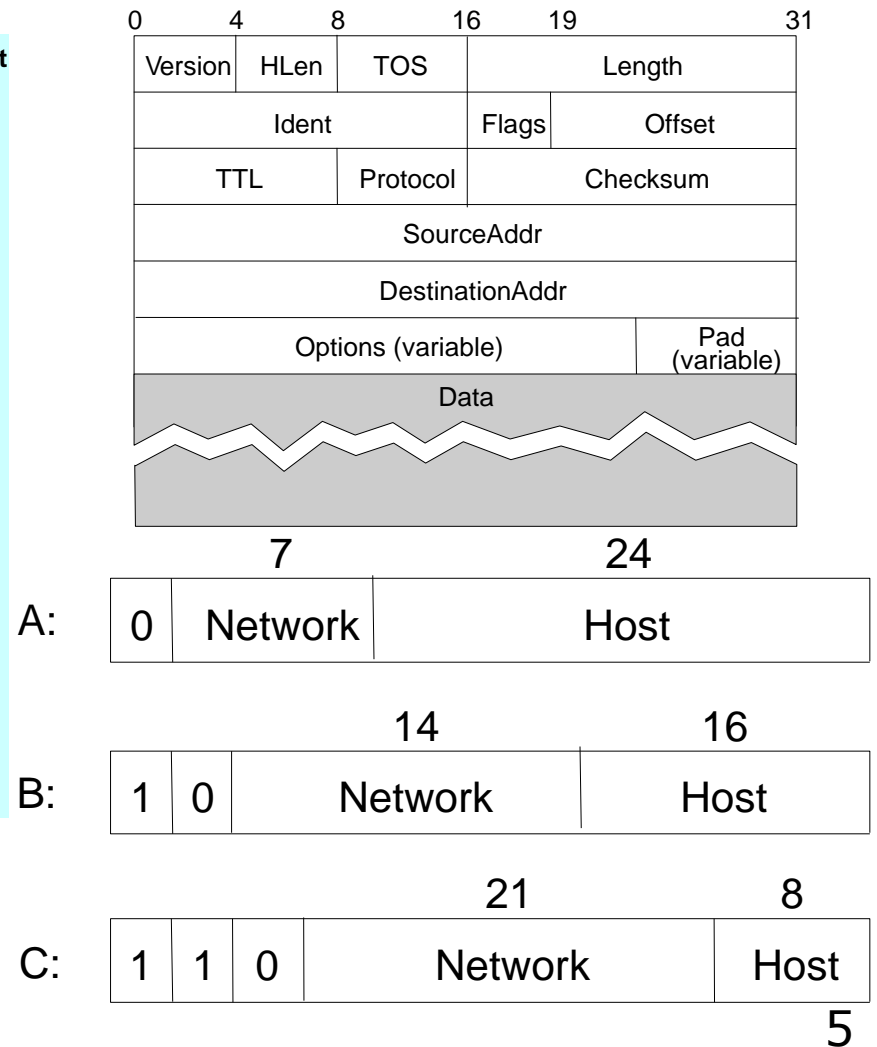 0 4 8 16 19 31
t
Version HLen TOS Length
Ident Flags Offset
TTL Protocol Checksum
SourceAddr
DestinationAddr
Options (variable) Pad (variable)
Data
7 24
A: 0 Network Host
14 16
B: 1 0 Network Host
21 8
C: 1 1 0 Network Host
5